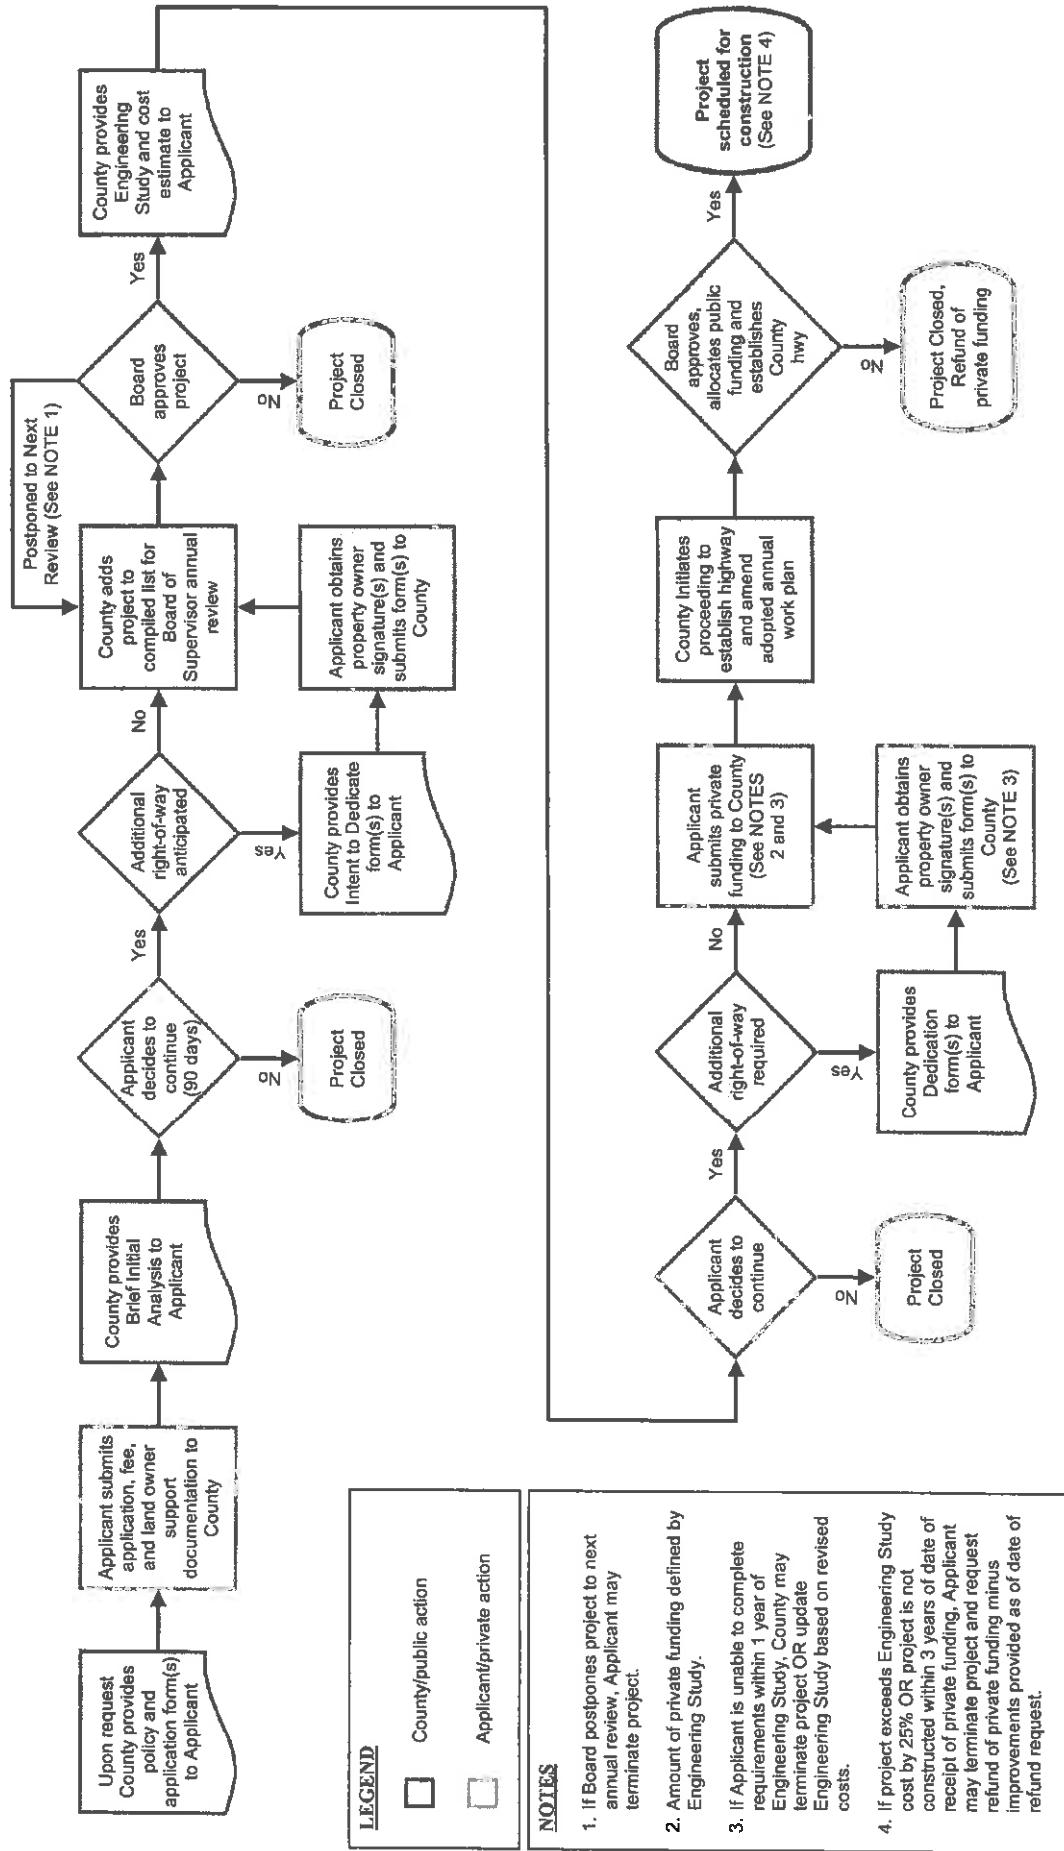 Upon request
County provides
policy and
application form(s)
to Applicant
Applicant submits
application, fee,
and land owner
support
documentation to
County
County provides
Brief Initial
Analysis to
Applicant
Applicant
decides to
continue
(90 days)
No
Project
Closed
Yes
Additional
right-of-way
anticipated
Yes
County provides
Intent to Dedicate
form(s) to
Applicant
Applicant obtains
property owner
signature(s) and
submits form(s) to
County
No
County adds
project to
compiled list for
Board of
Supervisor annual
review
Postponed to Next
Review (See NOTE 1)
Board
approves
project
No
Project
Closed
Yes
County provides
Engineering
Study and cost
estimate to
Applicant
Applicant
decides to
continue
No
Project
Closed
Yes
Additional
right-of-way
required
Yes
County provides
Dedication
form(s) to
Applicant
Applicant obtains
property owner
signature(s) and
submits form(s) to
County
(See NOTE 3)
No
Applicant
submits private
funding to County
(See NOTES
2 and 3)
County Initiates
proceeding to
establish highway
and amend
adopted annual
work plan
Board
approves,
allocates public
funding and
establishes
County
hwy
No
Project Closed,
Refund of
private funding
Yes
Project
scheduled for
construction
(See NOTE 4)
LEGEND
County/public action
Applicant/private action
NOTES
1. If Board postpones project to next
annual review, Applicant may
terminate project.
2. Amount of private funding defined by
Engineering Study.
3. If Applicant is unable to complete
requirements within 1 year of
Engineering Study, County may
terminate project OR update
Engineering Study based on revised
costs.
4. If project exceeds Engineering Study
cost by 25% OR project is not
constructed within 3 years of date of
receipt of private funding, Applicant
may terminate project and request
refund of private funding minus
improvements provided as of date of
refund request.